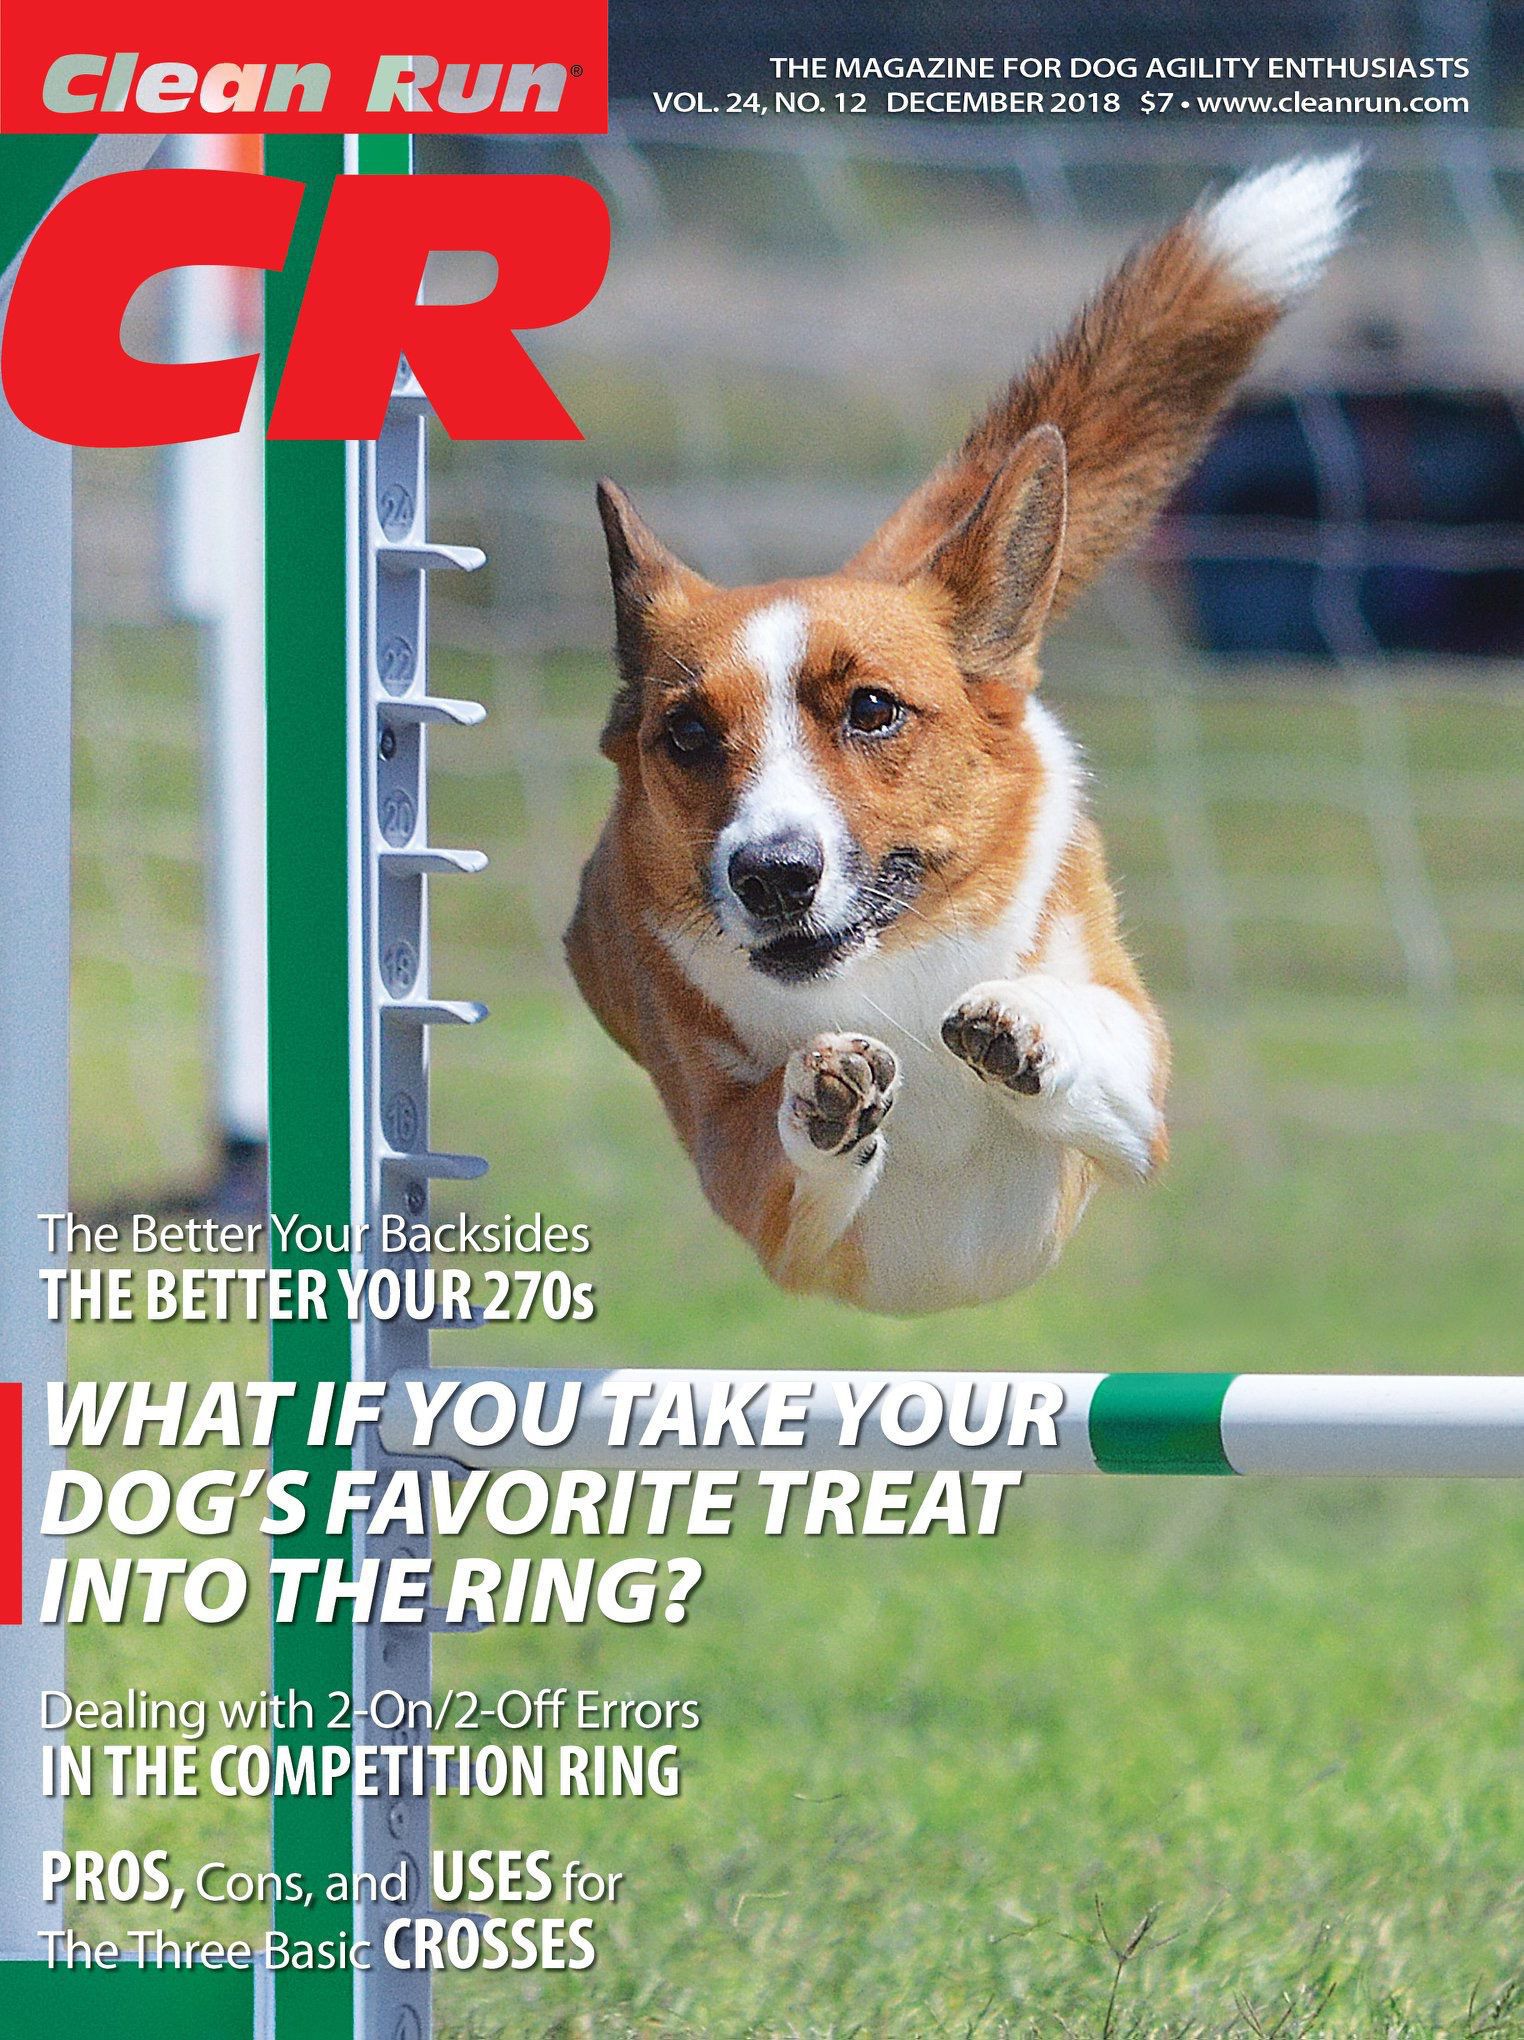 Clean Run®
THE MAGAZINE FOR DOG AGILITY ENTHUSIASTS
VOL. 24, NO. 12 DECEMBER 2018 $7 • www.cleanrun.com
CR
24
22
20
18
16
The Better Your Backsides
THE BETTER YOUR 270s
WHAT IF YOU TAKE YOUR
DOG'S FAVORITE TREAT
INTO THE RING?
Dealing with 2-On/2-Off Errors
IN THE COMPETITION RING
PROS, Cons, and USES for
The Three Basic CROSSES